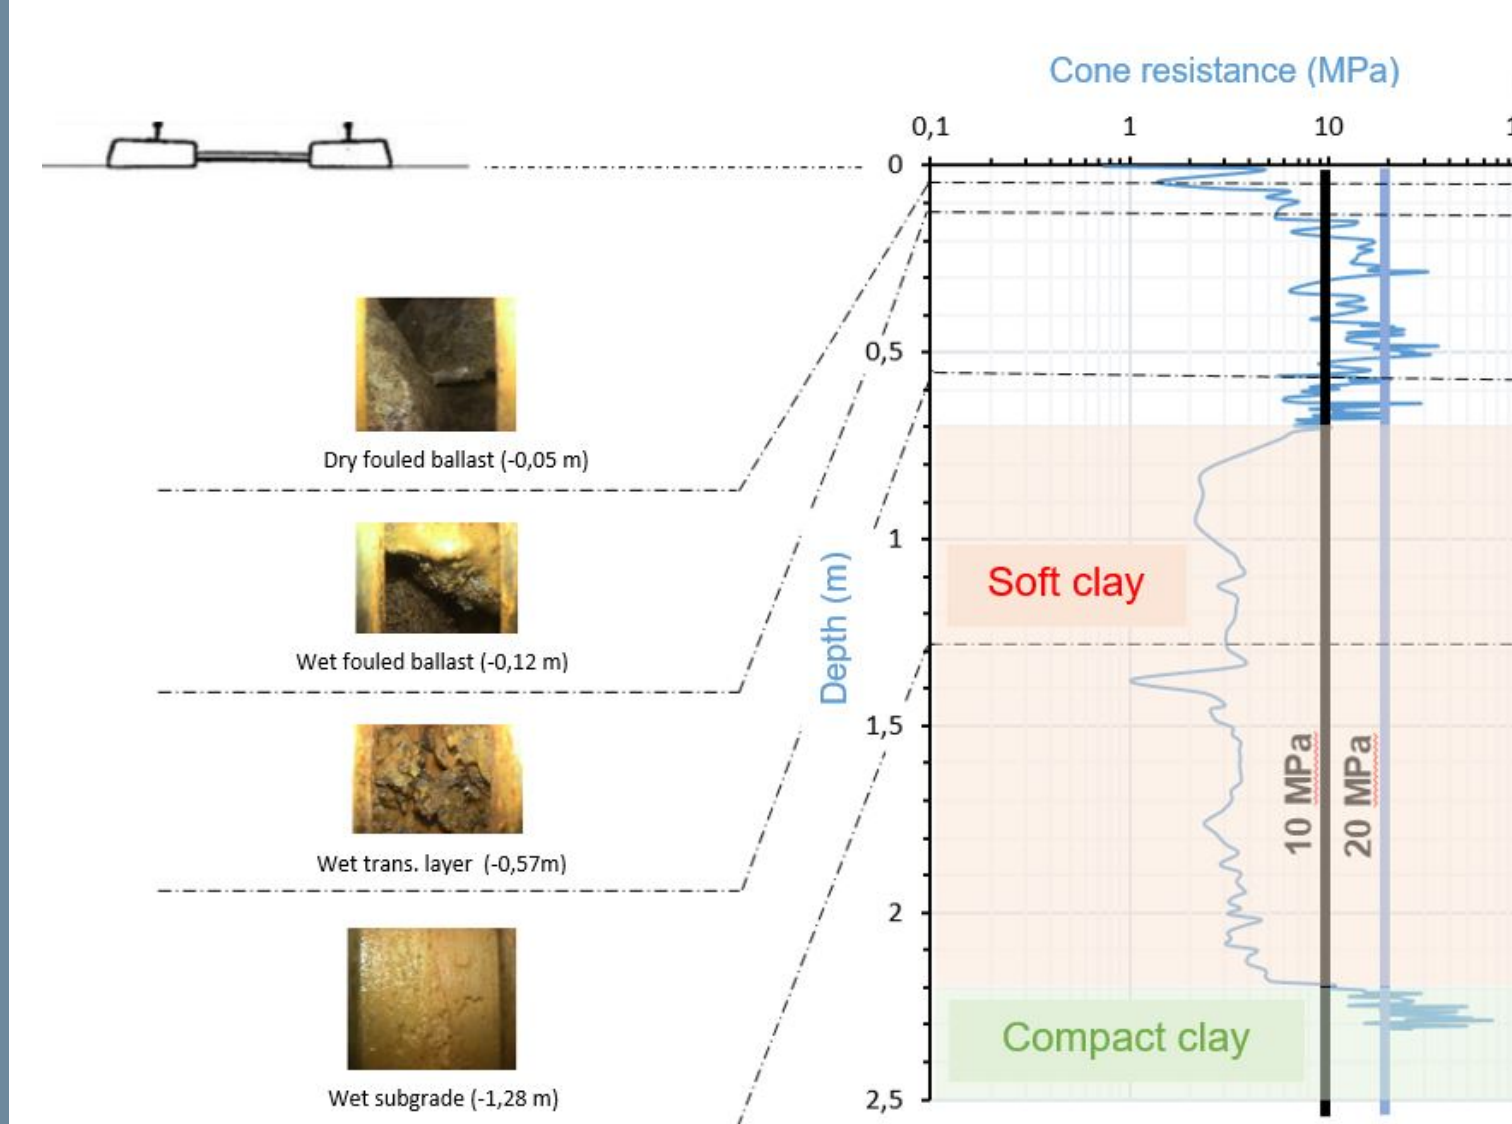 Cone resistance (MPa)
0,1
1
10
1
0
0,5
1
1,5
2
2,5
Depth (m)
Dry fouled ballast (-0,05 m)
Wet fouled ballast (-0,12 m)
Wet trans. layer (-0,57m)
Wet subgrade (-1,28 m)
Soft clay
10 MPa
20 MPa
Compact clay